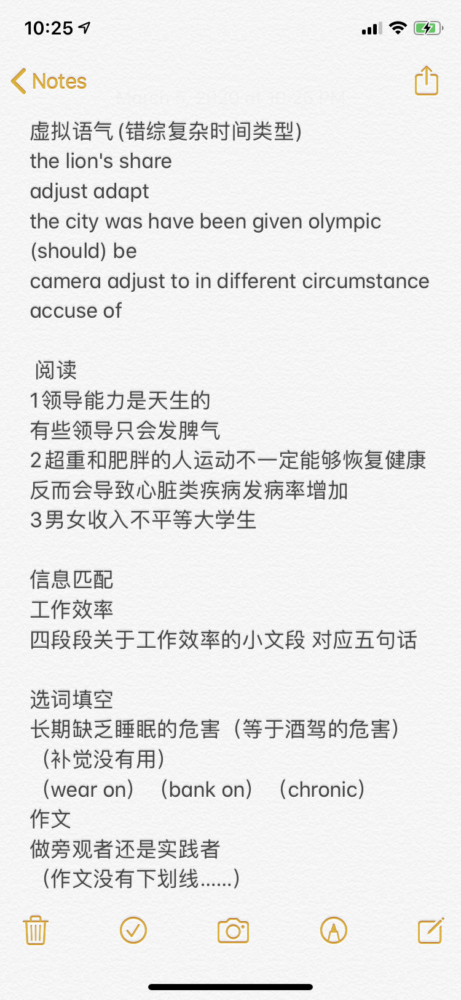 10:25
Notes
虚拟语气 (错综复杂时间类型)
the lion's share
adjust adapt
the city was have been given olympic
(should) be
camera adjust to in different circumstance
accuse of
阅读
1领导能力是天生的
有些领导只会发脾气
2超重和肥胖的人运动不一定能够恢复健康
反而会导致心脏类疾病发病率增加
3男女收入不平等大学生
信息匹配
工作效率
四段段关于工作效率的小文段 对应五句话
选词填空
长期缺乏睡眠的危害（等于酒驾的危害）
（补觉没有用）
（wear on）（bank on）（chronic）
作文
做旁观者还是实践者
（作文没有下划线……）